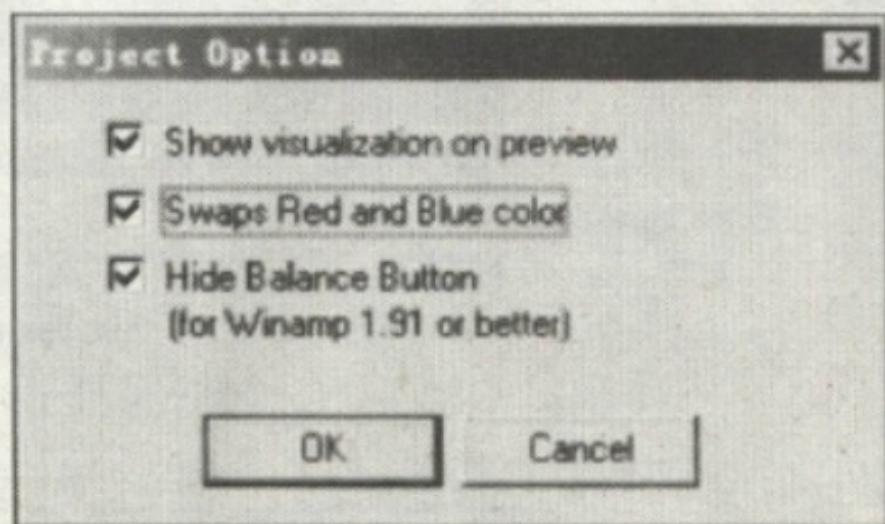 Project Option
Show visualization on preview
Swaps Red and Blue color
Hide Balance Button
(for Winamp 1.91 or better)
OK
Cancel